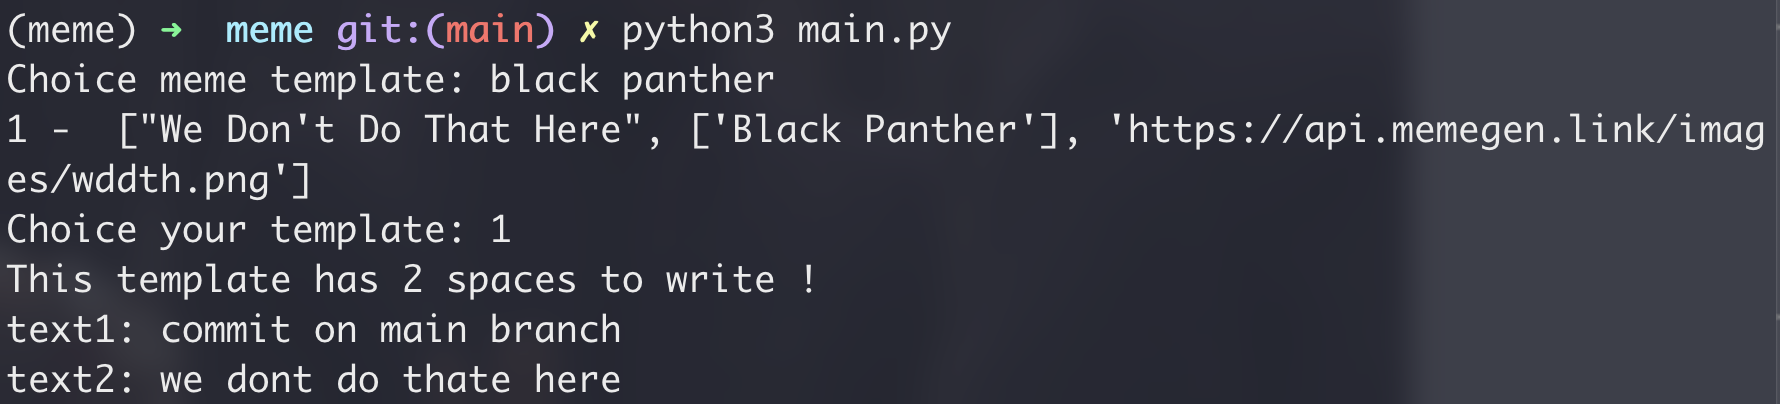 (meme) ➜  meme git:(main) ✗ python3 main.py
Choice meme template: black panther
1 -  ["We Don't Do That Here", ['Black Panther'], 'https://api.memegen.link/imag
es/wddth.png']
Choice your template: 1
This template has 2 spaces to write !
text1: commit on main branch
text2: we dont do thate here